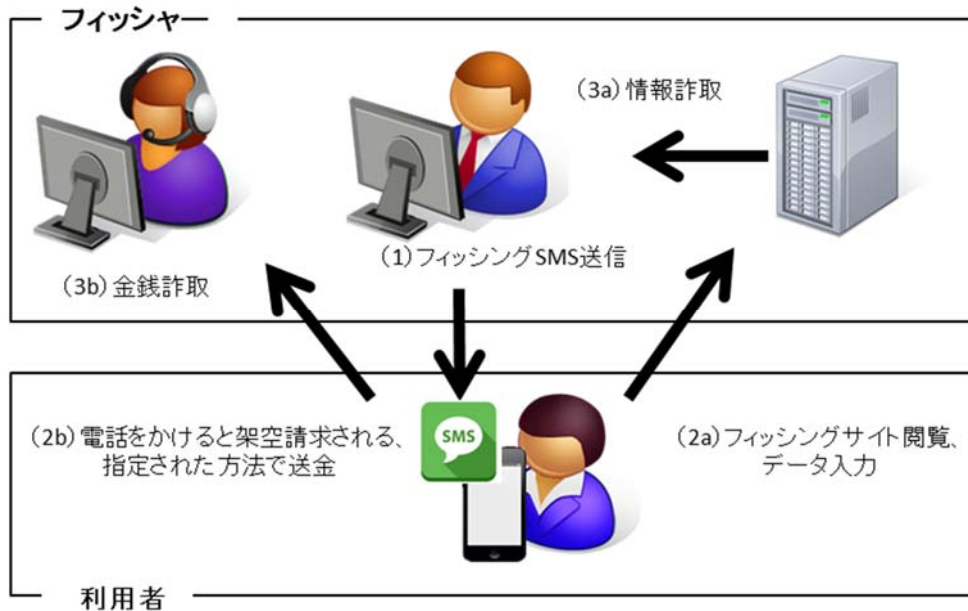 フィッシャ
(3a) 情報詐取
(1) フィッシングSMS送信
(3b) 金銭詐取
(2b) 電話をかけると架空請求される、
指定された方法で送金
SMS
(2a) フィッシングサイト閲覧、
データ入力
利用者